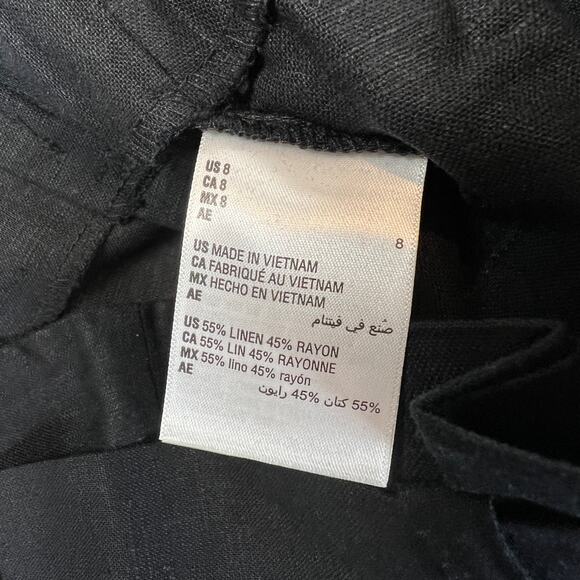 US 8
CA 8
MX 8
AE
8
US MADE IN VIETNAM
CA FABRIQUÉ AU VIETNAM
MX HECHO EN VIETNAM
AE
صُنع في فيتنام
US 55% LINEN 45% RAYON
CA 55% LIN 45% RAYONNE
MX 55% lino 45% rayón
AE
55% كتان 45% رايون